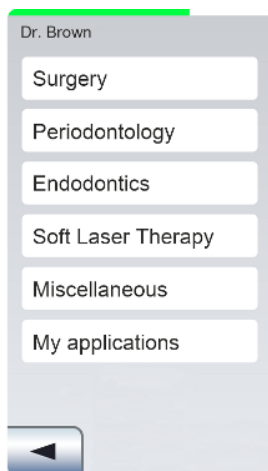 Dr. Brown
Surgery
Periodontology
Endodontics
Soft Laser Therapy
Miscellaneous
My applications